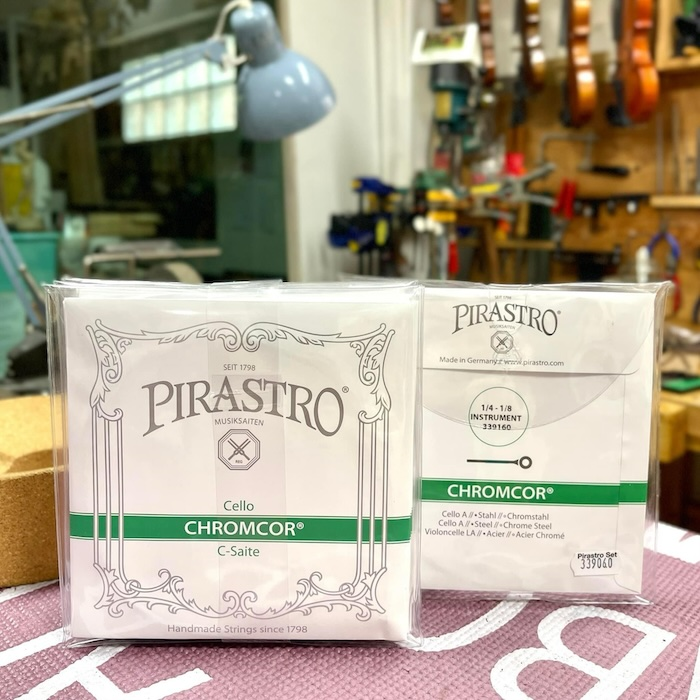 SEIT 1798
PIRASTRO®
MUSIKSAITEN
Cello
CHROMCOR®
C-Saite
Handmade Strings since 1798
SEIT 1798
PIRASTRO®
MUSIKSAITEN
Made in Germany // www.pirastro.com
1/4 - 1/8
INSTRUMENT
339160
CHROMCOR®
Cello A // • Stahl // » Chromstahl
Cello A // • Steel // » Chrome Steel
Violoncelle LA // • Acier // » Acier Chromé
Pirastro Set
339060